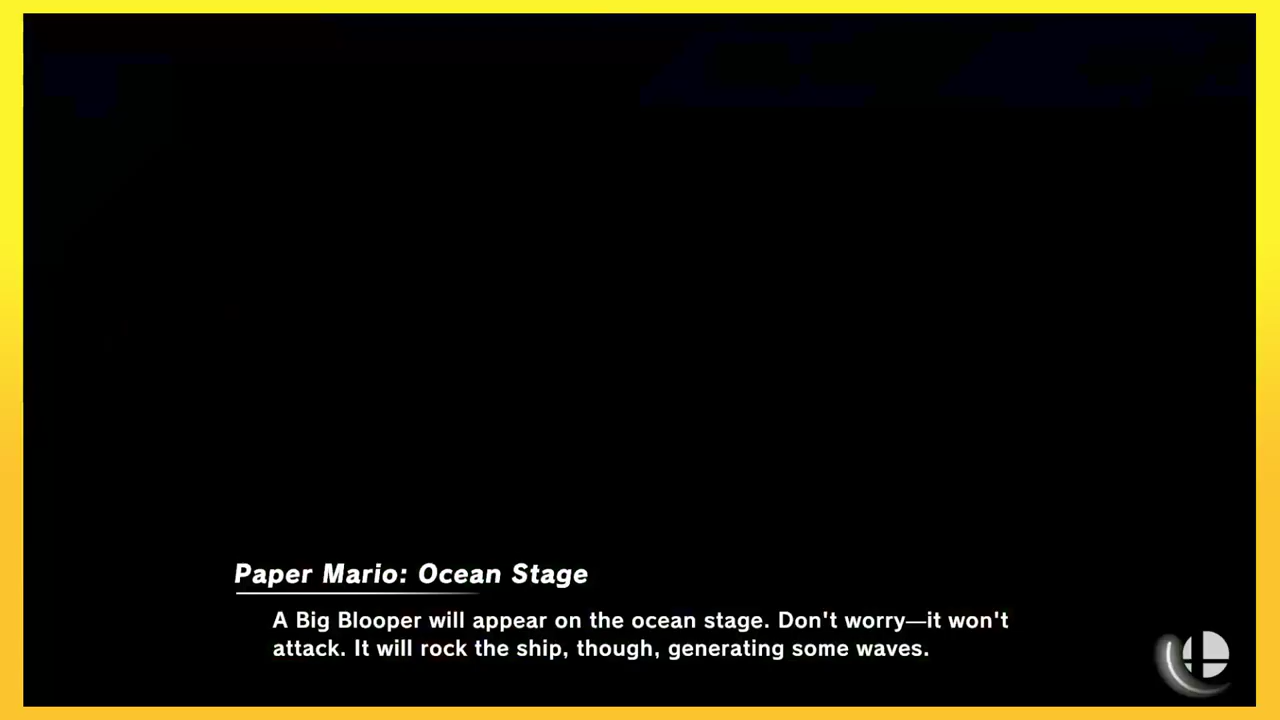 Paper Mario: Ocean Stage
A Big Blooper will appear on the ocean stage. Don't worry—it won't
attack. It will rock the ship, though, generating some waves.